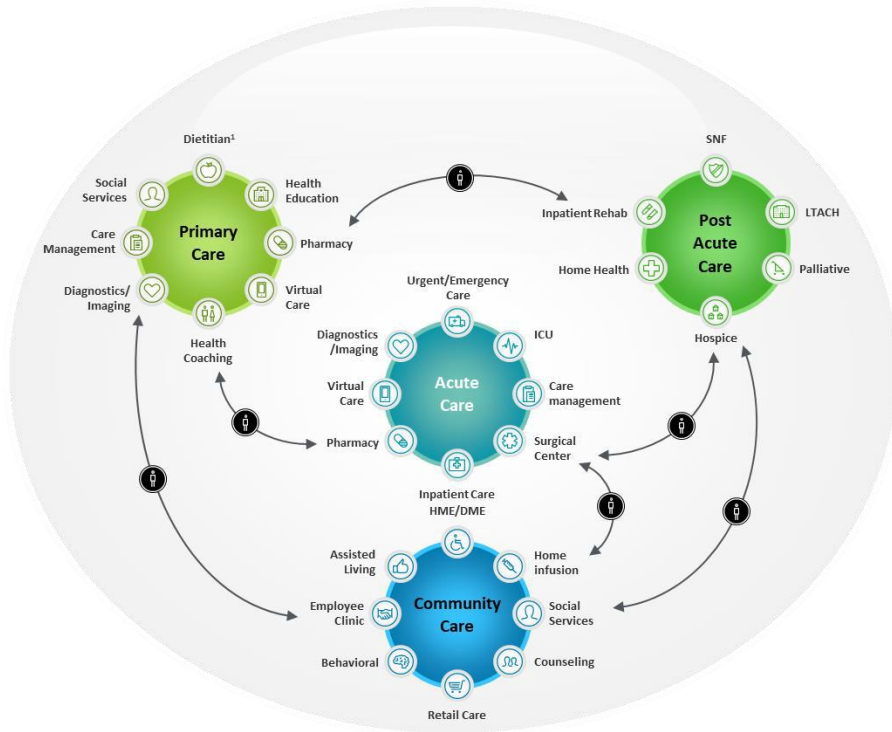 Dietitian¹
Social
Services
Health
Education
Care
Management
Primary
Care
Pharmacy
Diagnostics/
Imaging
Virtual
Care
Health
Coaching
SNF
Inpatient Rehab
LTACH
Post
Acute
Care
Home Health
Palliative
Hospice
Urgent/Emergency
Care
Diagnostics
/Imaging
ICU
Virtual
Care
Acute
Care
Care
management
Pharmacy
Surgical
Center
Inpatient Care
HME/DME
Assisted
Living
Home
infusion
Employee
Clinic
Community
Care
Social
Services
Behavioral
Counseling
Retail Care